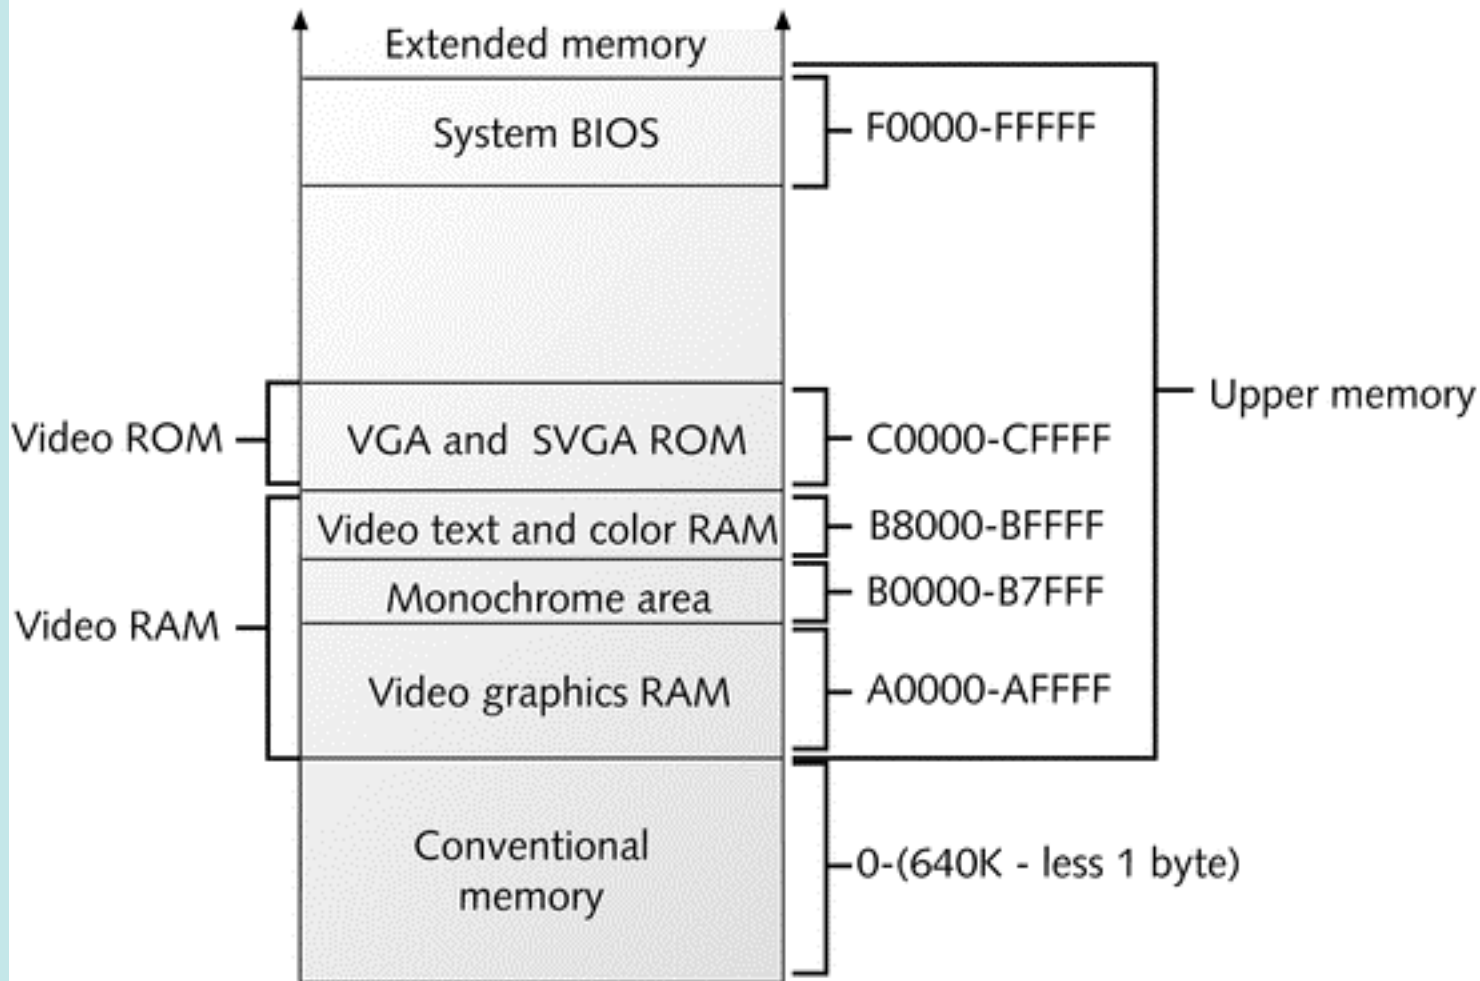 Extended memory
System BIOS
F0000-FFFFF
Upper memory
Video ROM
VGA and SVGA ROM
C0000-CFFFF
Video text and color RAM
B8000-BFFFF
Monochrome area
B0000-B7FFF
Video RAM
Video graphics RAM
A0000-AFFFF
Conventional
memory
0-(640K - less 1 byte)